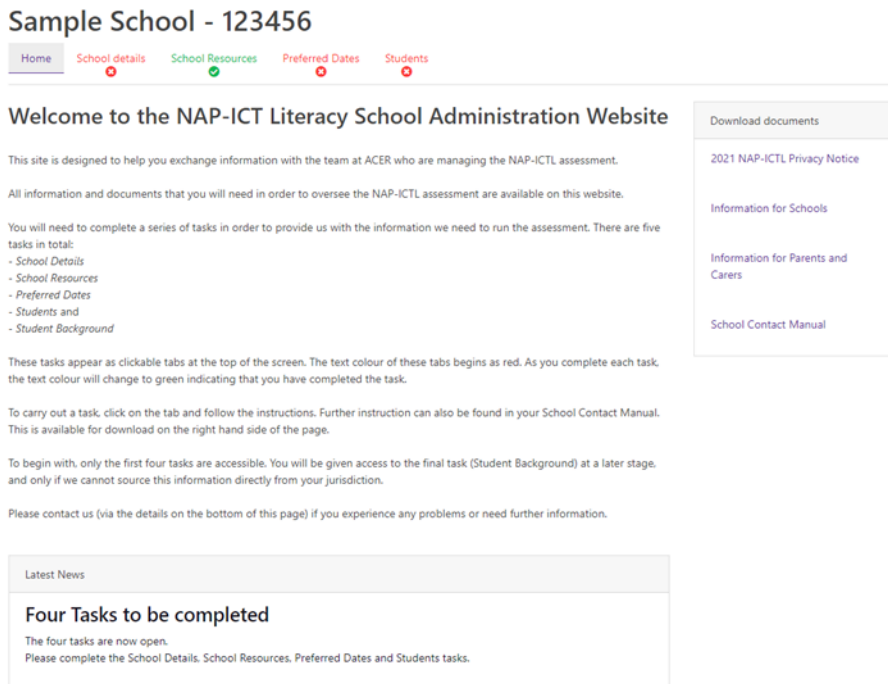 Sample School - 123456
Home
School details
School Resources
Preferred Dates
Students
Welcome to the NAP-ICT Literacy School Administration Website
This site is designed to help you exchange information with the team at ACER who are managing the NAP-ICTL assessment.
All information and documents that you will need in order to oversee the NAP-ICTL assessment are available on this website.
You will need to complete a series of tasks in order to provide us with the information we need to run the assessment. There are five
tasks in total:
- School Details
- School Resources
- Preferred Dates
- Students and
- Student Background
These tasks appear as clickable tabs at the top of the screen. The text colour of these tabs begins as red. As you complete each task,
the text colour will change to green indicating that you have completed the task.
To carry out a task, click on the tab and follow the instructions. Further instruction can also be found in your School Contact Manual.
This is available for download on the right hand side of the page.
To begin with, only the first four tasks are accessible. You will be given access to the final task (Student Background) at a later stage,
and only if we cannot source this information directly from your jurisdiction.
Please contact us (via the details on the bottom of this page) if you experience any problems or need further information.
Download documents
2021 NAP-ICTL Privacy Notice
Information for Schools
Information for Parents and
Carers
School Contact Manual
Latest News
Four Tasks to be completed
The four tasks are now open.
Please complete the School Details, School Resources, Preferred Dates and Students tasks.